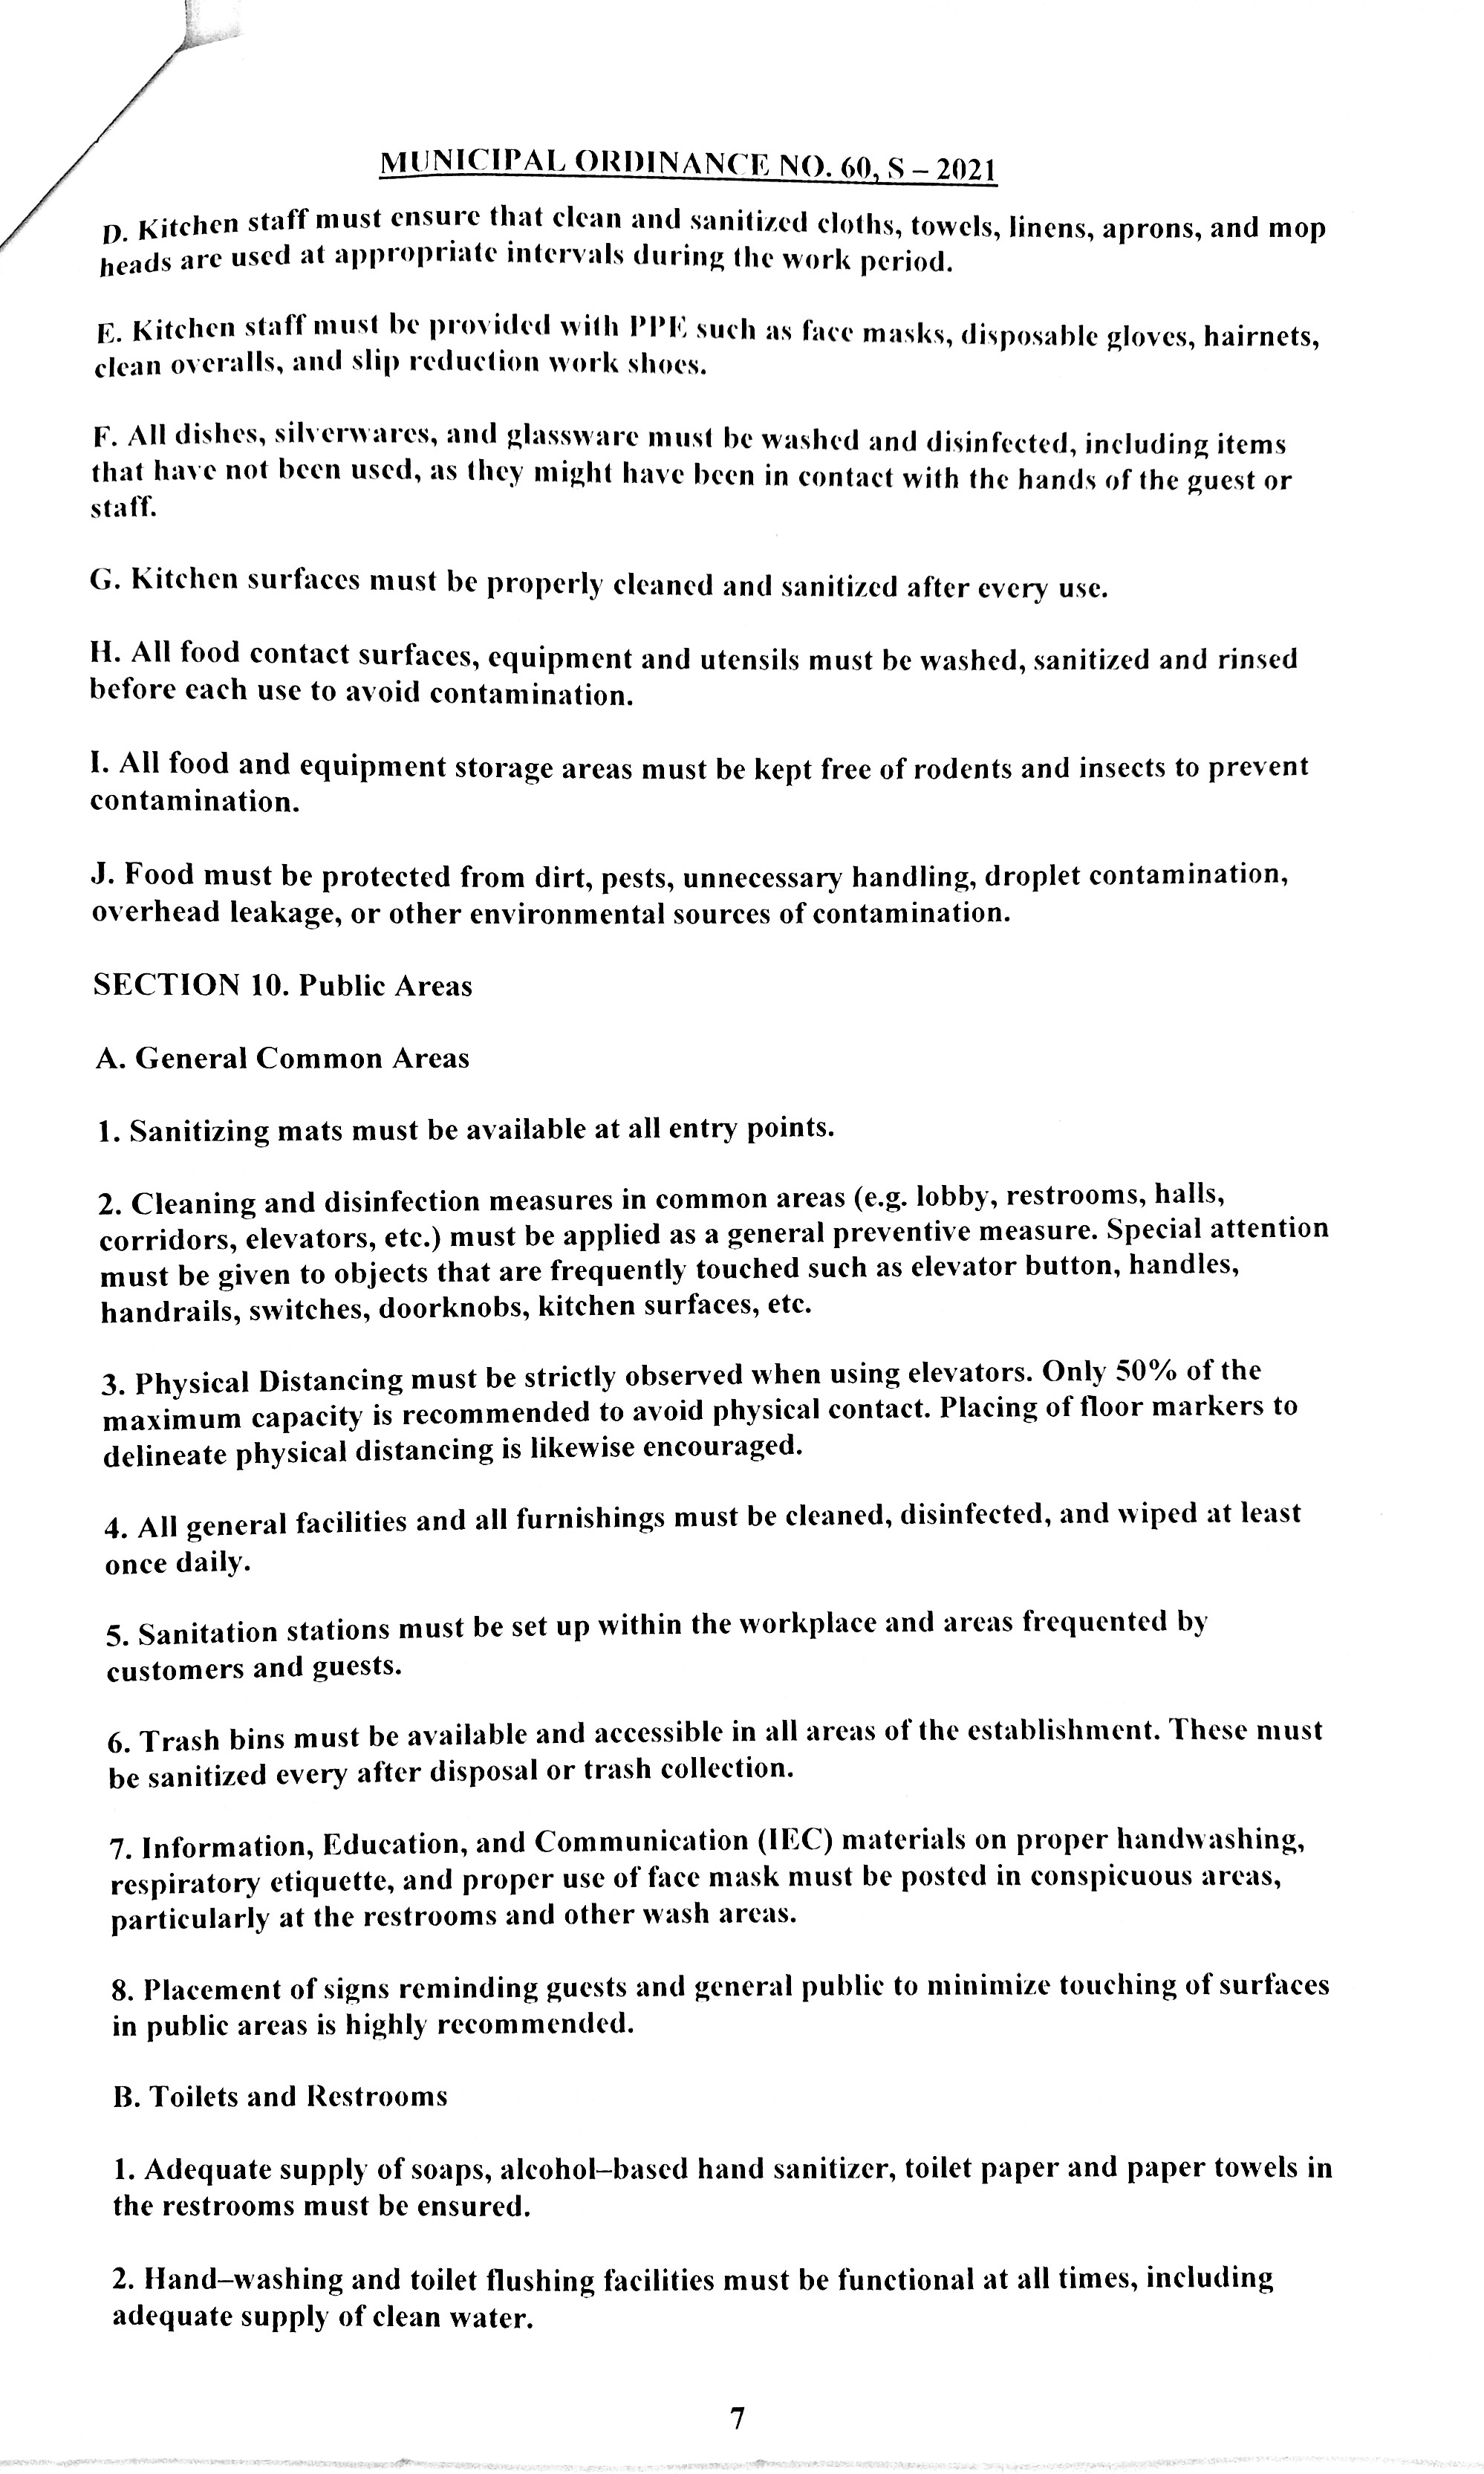 MUNICIPAL ORDINANCE NO. 60, S – 2021
D. Kitchen staff must ensure that clean and sanitized cloths, towels, linens, aprons, and mop
heads are used at appropriate intervals during the work period.
E. Kitchen staff must be provided with PPE such as face masks, disposable gloves, hairnets,
clean overalls, and slip reduction work shoes.
F. All dishes, silverwares, and glassware must be washed and disinfected, including items
that have not been used, as they might have been in contact with the hands of the guest or
staff.
G. Kitchen surfaces must be properly cleaned and sanitized after every use.
H. All food contact surfaces, equipment and utensils must be washed, sanitized and rinsed
before each use to avoid contamination.
I. All food and equipment storage areas must be kept free of rodents and insects to prevent
contamination.
J. Food must be protected from dirt, pests, unnecessary handling, droplet contamination,
overhead leakage, or other environmental sources of contamination.
SECTION 10. Public Areas
A. General Common Areas
1. Sanitizing mats must be available at all entry points.
2. Cleaning and disinfection measures in common areas (e.g. lobby, restrooms, halls,
corridors, elevators, etc.) must be applied as a general preventive measure. Special attention
must be given to objects that are frequently touched such as elevator button, handles,
handrails, switches, doorknobs, kitchen surfaces, etc.
3. Physical Distancing must be strictly observed when using elevators. Only 50% of the
maximum capacity is recommended to avoid physical contact. Placing of floor markers to
delineate physical distancing is likewise encouraged.
4. All general facilities and all furnishings must be cleaned, disinfected, and wiped at least
once daily.
5. Sanitation stations must be set up within the workplace and areas frequented by
customers and guests.
6. Trash bins must be available and accessible in all areas of the establishment. These must
be sanitized every after disposal or trash collection.
7. Information, Education, and Communication (IEC) materials on proper handwashing,
respiratory etiquette, and proper use of face mask must be posted in conspicuous areas,
particularly at the restrooms and other wash areas.
8. Placement of signs reminding guests and general public to minimize touching of surfaces
in public areas is highly recommended.
B. Toilets and Restrooms
1. Adequate supply of soaps, alcohol–based hand sanitizer, toilet paper and paper towels in
the restrooms must be ensured.
2. Hand–washing and toilet flushing facilities must be functional at all times, including
adequate supply of clean water.
7